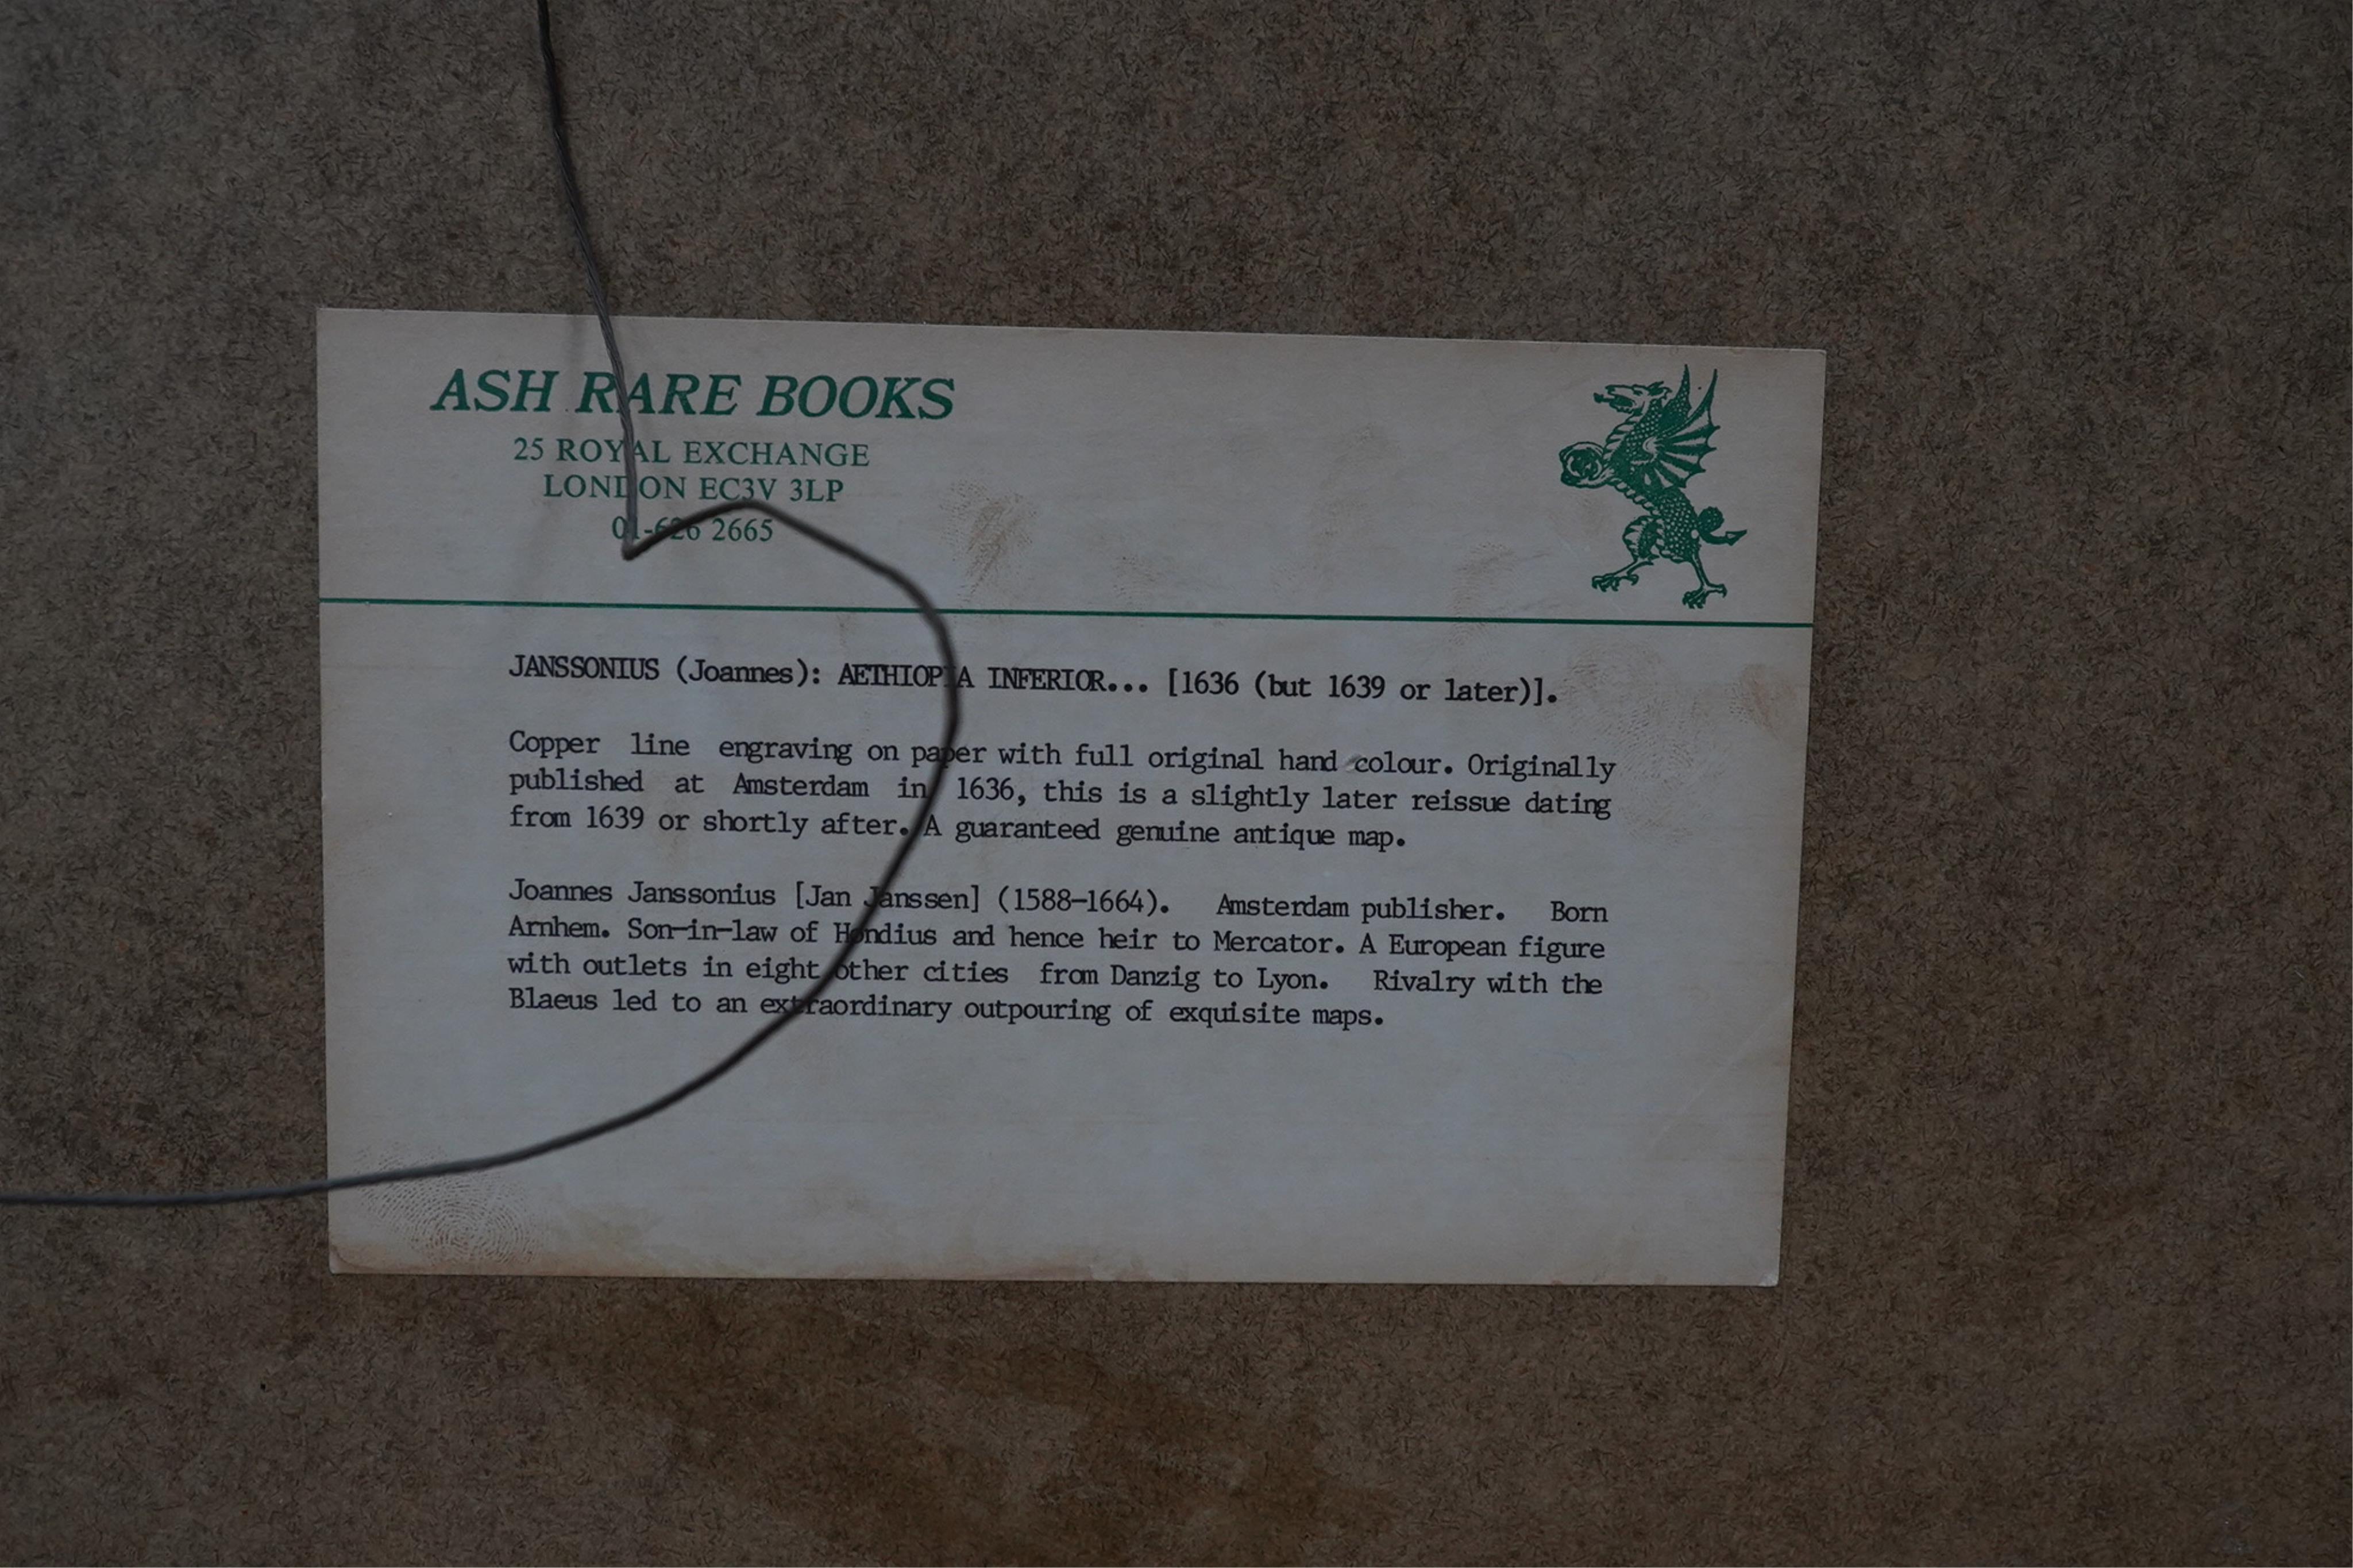 ASH RARE BOOKS
25 ROYAL EXCHANGE
LONDON EC3V 3LP
01-626 2665
JANSSONIUS (Joannes): AETHIOPIA INFERIOR... [1636 (but 1639 or later)].
Copper line engraving on paper with full original hand colour. Originally
published at Amsterdam in 1636, this is a slightly later reissue dating
from 1639 or shortly after. A guaranteed genuine antique map.
Joannes Janssonius [Jan Janssen] (1588-1664). Amsterdam publisher. Born
Arnhem. Son-in-law of Hondius and hence heir to Mercator. A European figure
with outlets in eight other cities from Danzig to Lyon. Rivalry with the
Blaeus led to an extraordinary outpouring of exquisite maps.